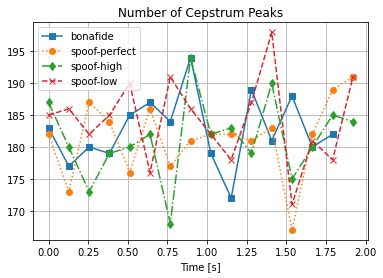 Number of Cepstrum Peaks
bonafide
spoof-perfect
spoof-high
spoof-low
195
190
185
180
175
170
0.00 0.25 0.50 0.75 1.00 1.25 1.50 1.75 2.00
Time [s]